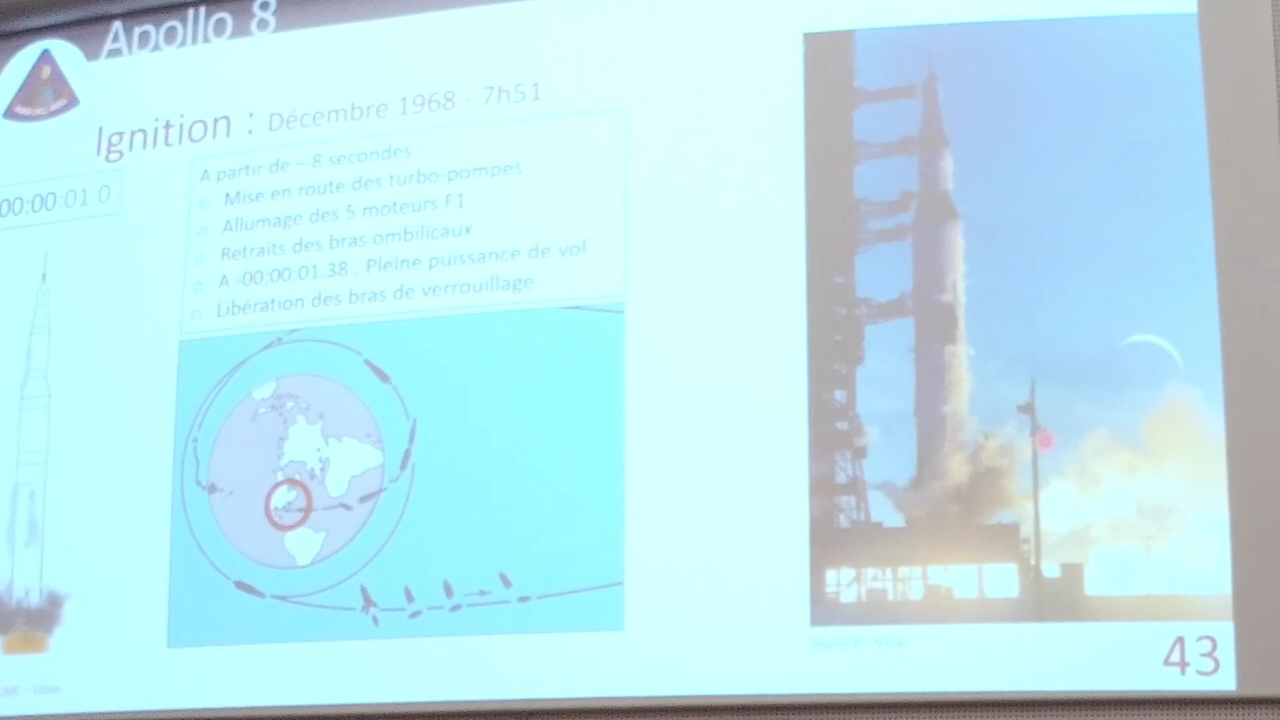 Apollo 8
Ignition : Décembre 1968 - 7h51
00:00:01.0
A partir de – 8 secondes
Mise en route des turbo-pompes
Allumage des 5 moteurs F1
Retraits des bras ombilicaux
A -00:00:01.38 : Pleine puissance de vol
Libération des bras de verrouillage
43